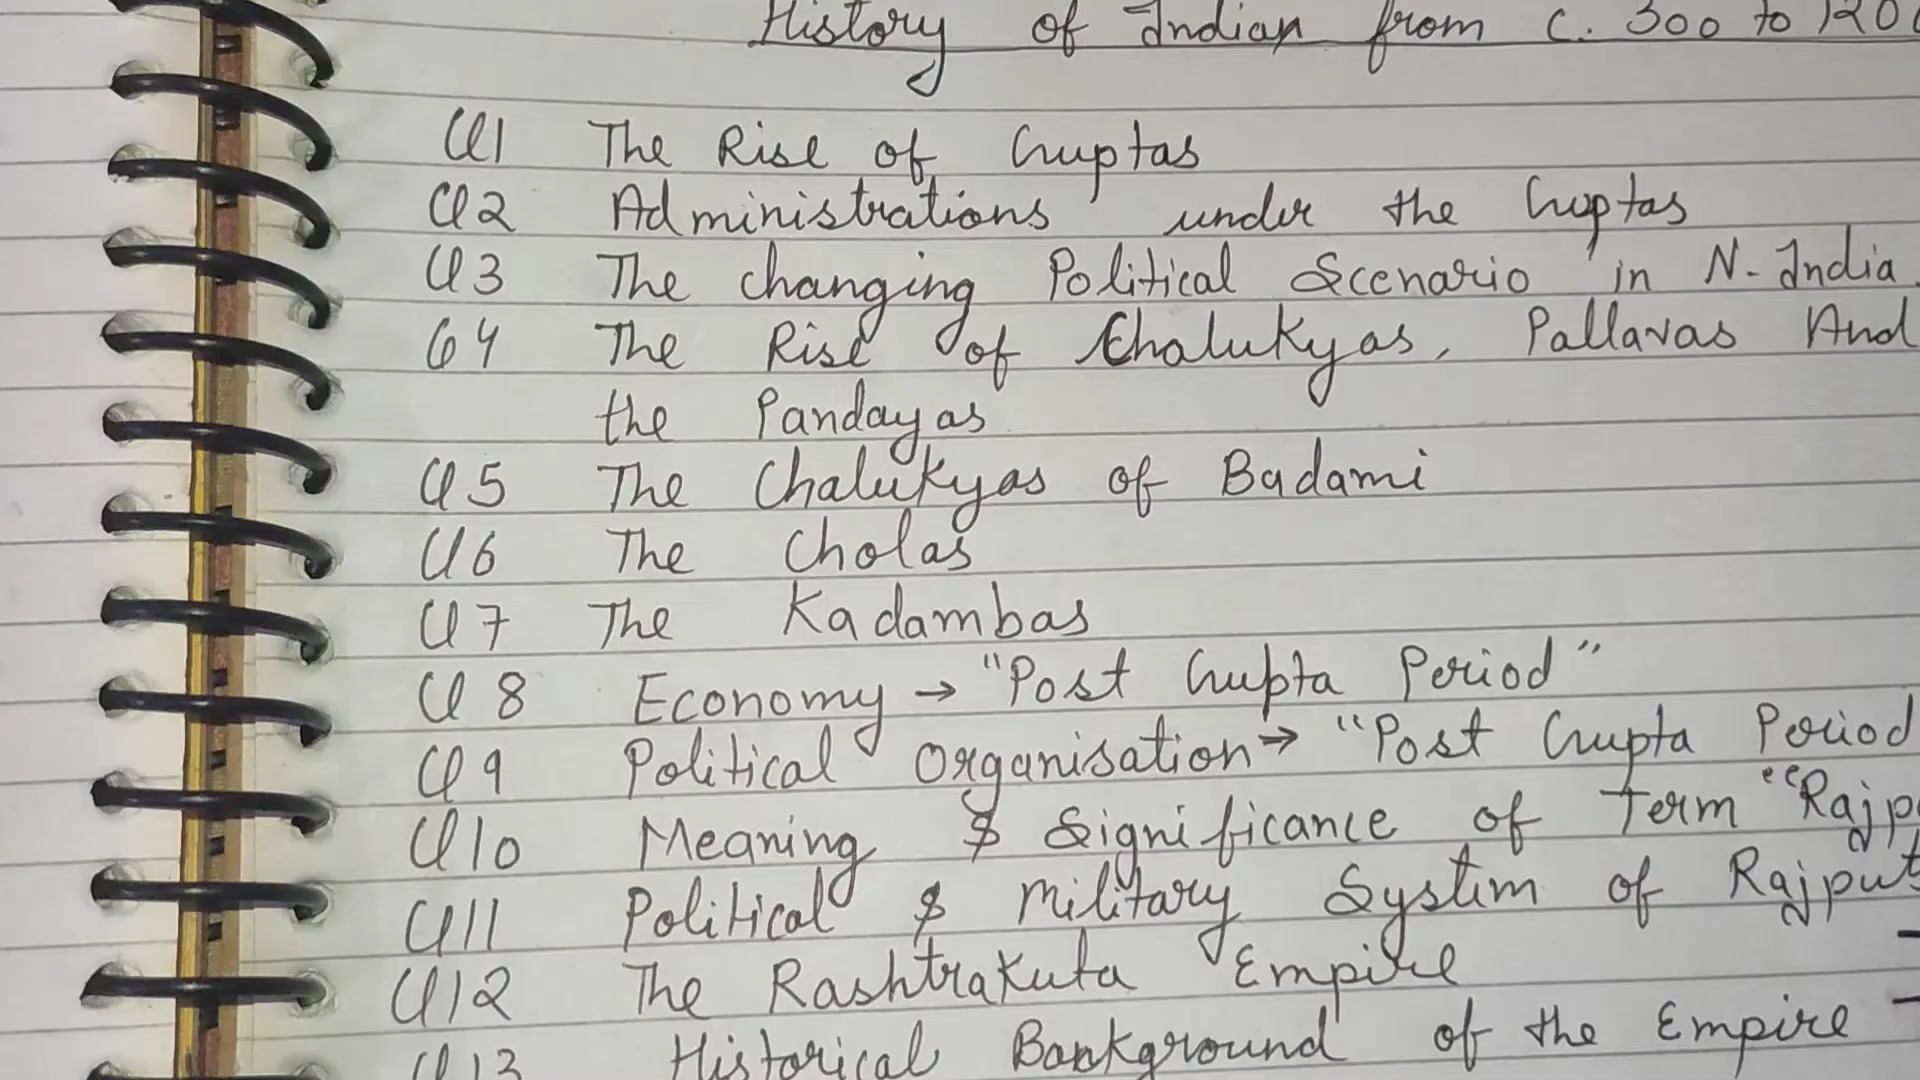 History of Indian from c. 300 to 120
U1 The Rise of Guptas
U2 Administrations under the Guptas
U3 The changing Political Scenario in N. India.
U4 The Rise of Chalukyas, Pallavas And
the Pandayas
U5 The Chalukyas of Badami
U6 The Cholas
U7 The Kadambas
U8 Economy → "Post Gupta Period"
U9 Political Organisation → "Post Gupta Period
U10 Meaning & Significance of Term "Rajp
U11 Political & Military System of Rajput
U12 The Rashtrakuta Empire
U13 Historical Background of the Empire